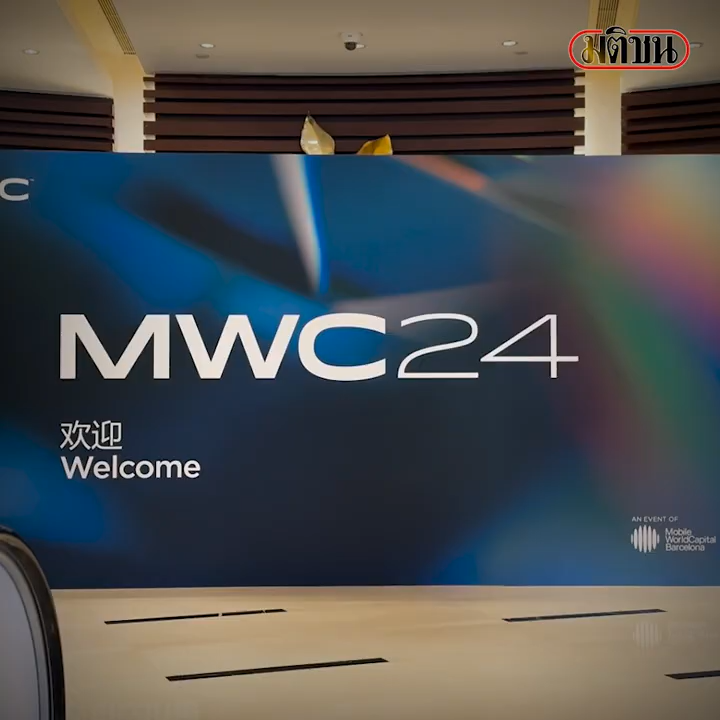 มติชน
C
MWC24
欢迎
Welcome
AN EVENT OF
Mobile
WorldCapital
Barcelona